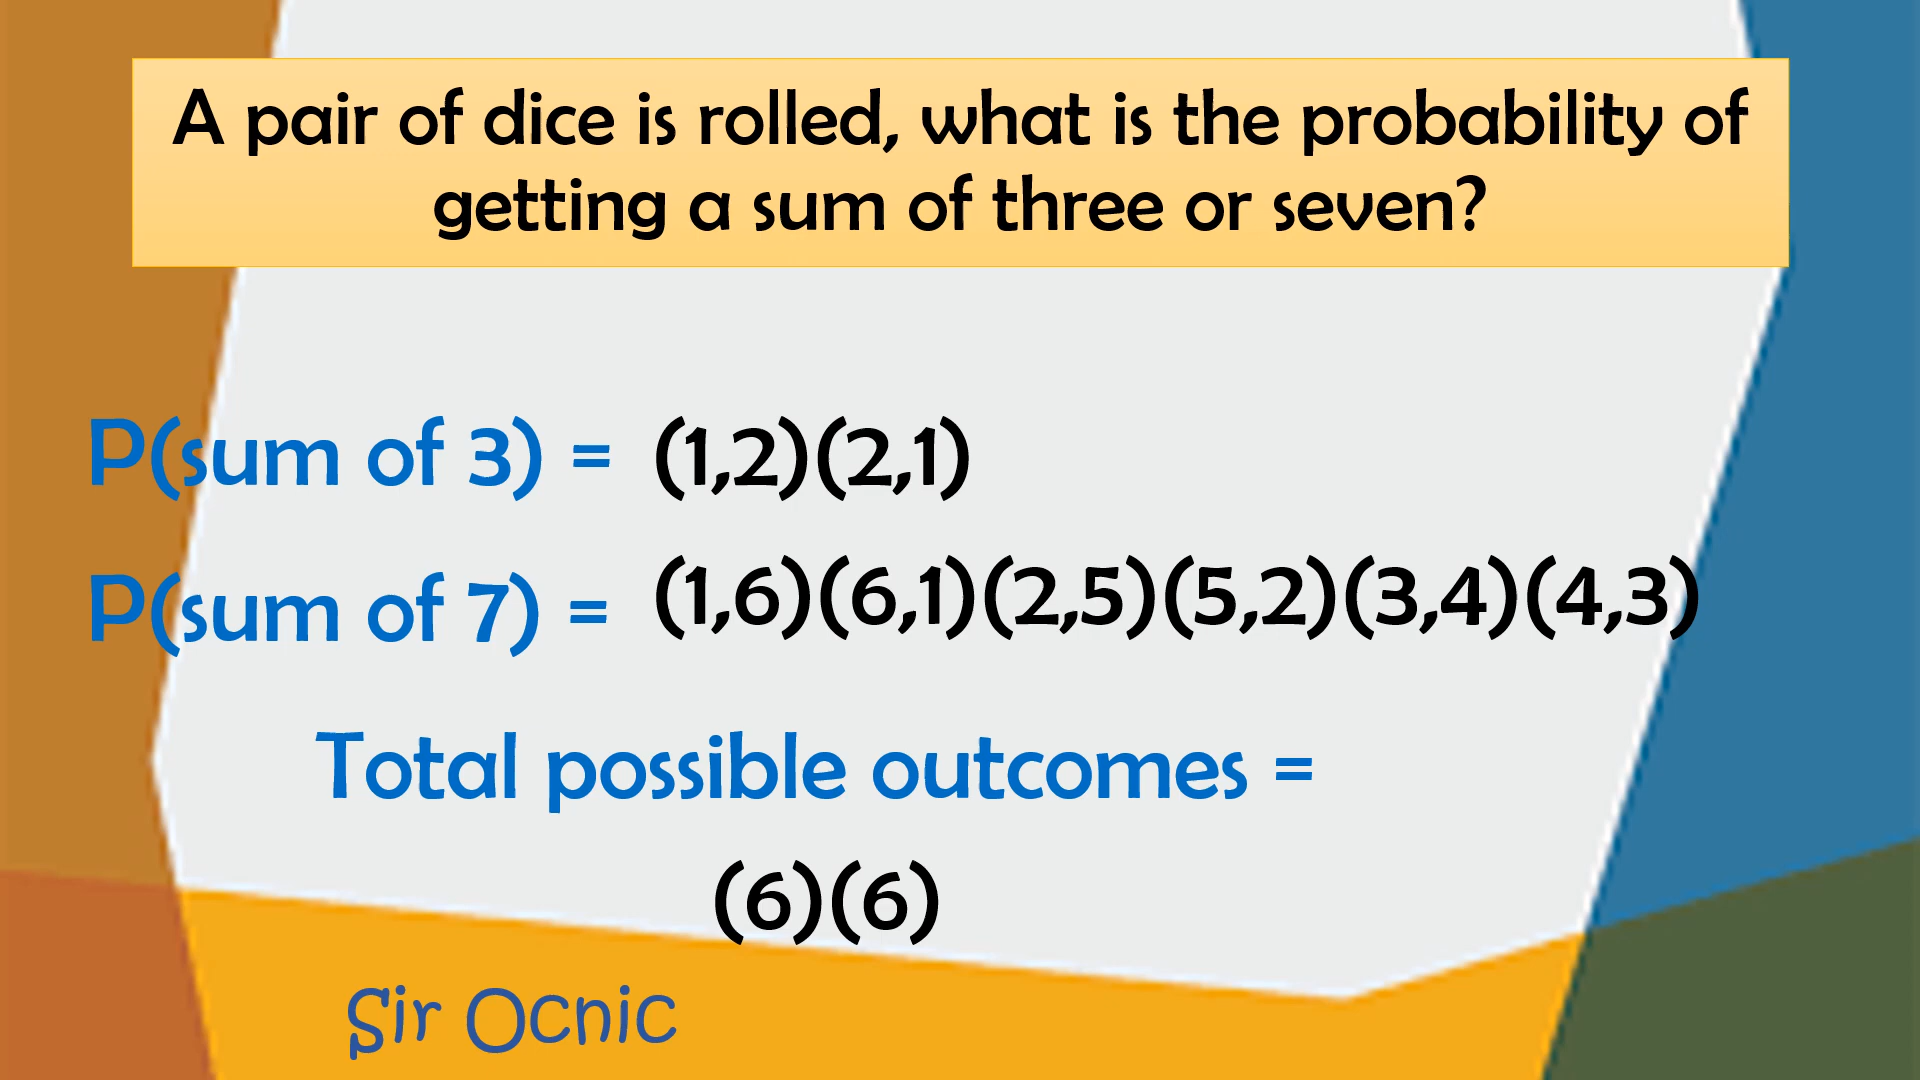 A pair of dice is rolled, what is the probability of
getting a sum of three or seven?
P(sum of 3) = (1,2)(2,1)
P(sum of 7) = (1,6)(6,1)(2,5)(5,2)(3,4)(4,3)
Total possible outcomes =
(6)(6)
Sir Ocnic